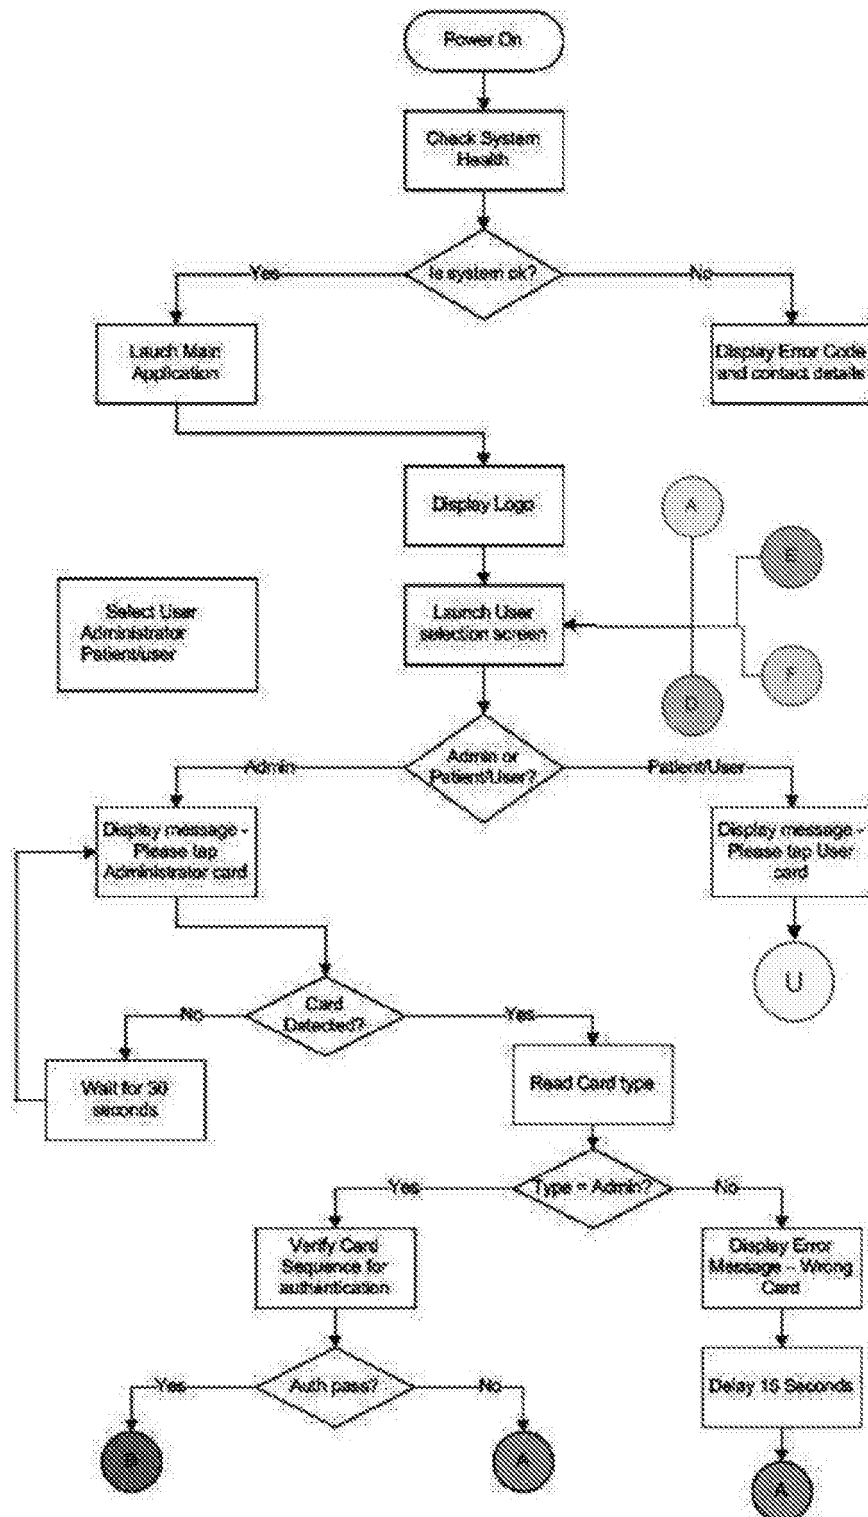 Power On
Check System
Health
Is system ok?
Yes
No
Lauch Main
Application
Display Error Code
and contact details
Display Logo
A
E
Select User
Administrator
Patient/user
Launch User
selection screen
F
Admin or
Patient/User?
Admin
Patient/User
Display message -
Please tap
Administrator card
Display message -
Please tap User
card
U
Card
Detected?
No
Yes
Wait for 30
seconds
Read Card type
Type = Admin?
Yes
No
Verify Card
Sequence for
authentication
Display Error
Message - Wrong
Card
Auth pass?
Yes
No
Delay 15 Seconds
B
A
A